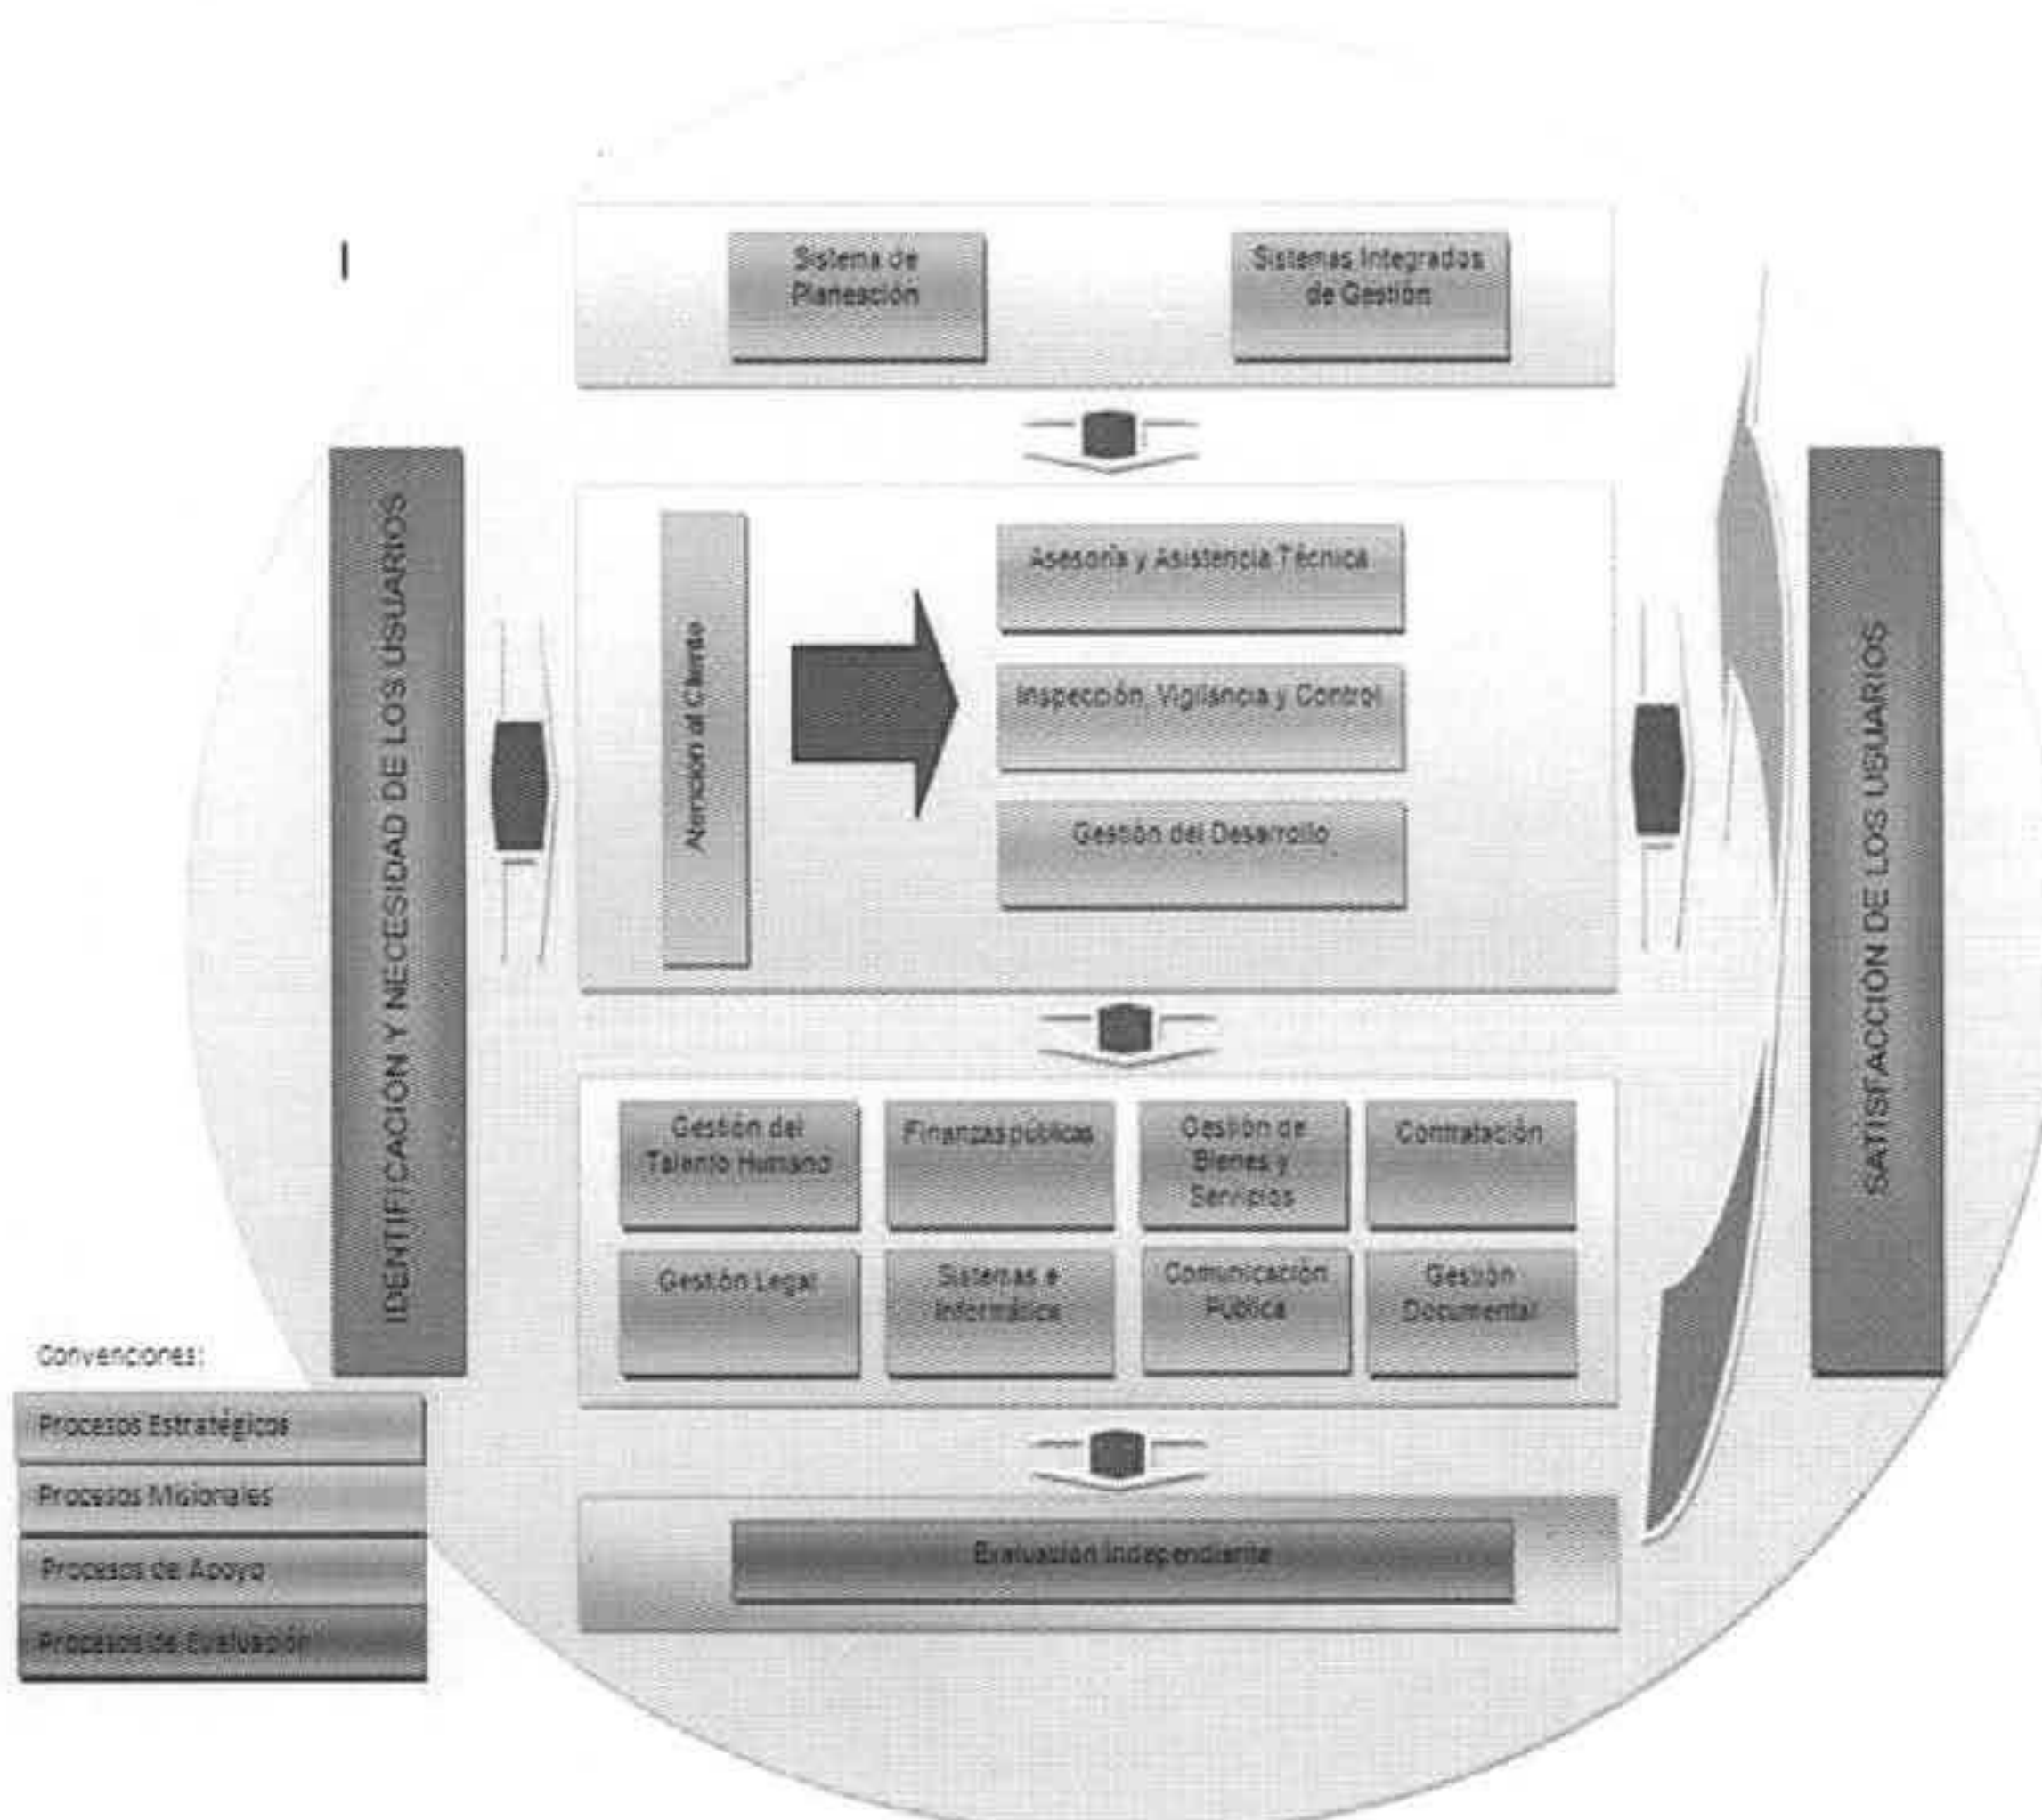 Sistema de
Planeación
Sistemas Integrados
de Gestión
IDENTIFICACION Y NECESIDAD DE LOS USUARIOS
Atención al Cliente
Asesoría y Asistencia Técnica
Inspección, Vigilancia y Control
Gestión del Desarrollo
SATISFACCIÓN DE LOS USUARIOS
Gestión del
Talento Humano
Finanzas públicas
Gestión de
Bienes y
Servicios
Contratación
Gestión Legal
Sistemas e
Informática
Comunicación
Pública
Gestión
Documental
Evaluación Independiente
Convenciones:
Procesos Estratégicos
Procesos Misionales
Procesos de Apoyo
Procesos de Evaluación